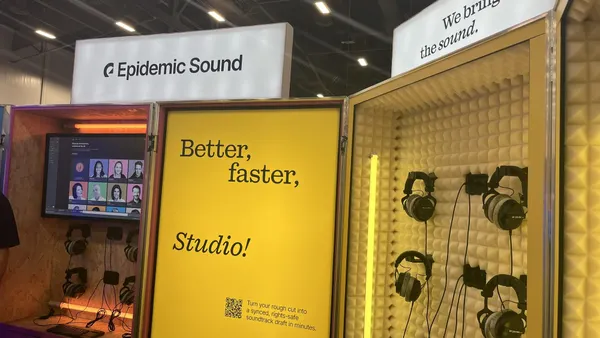 Epidemic Sound
We bring
the sound.
Better,
faster,
Studio!
Turn your rough cut into
a synced, rights-safe
soundtrack draft in minutes.